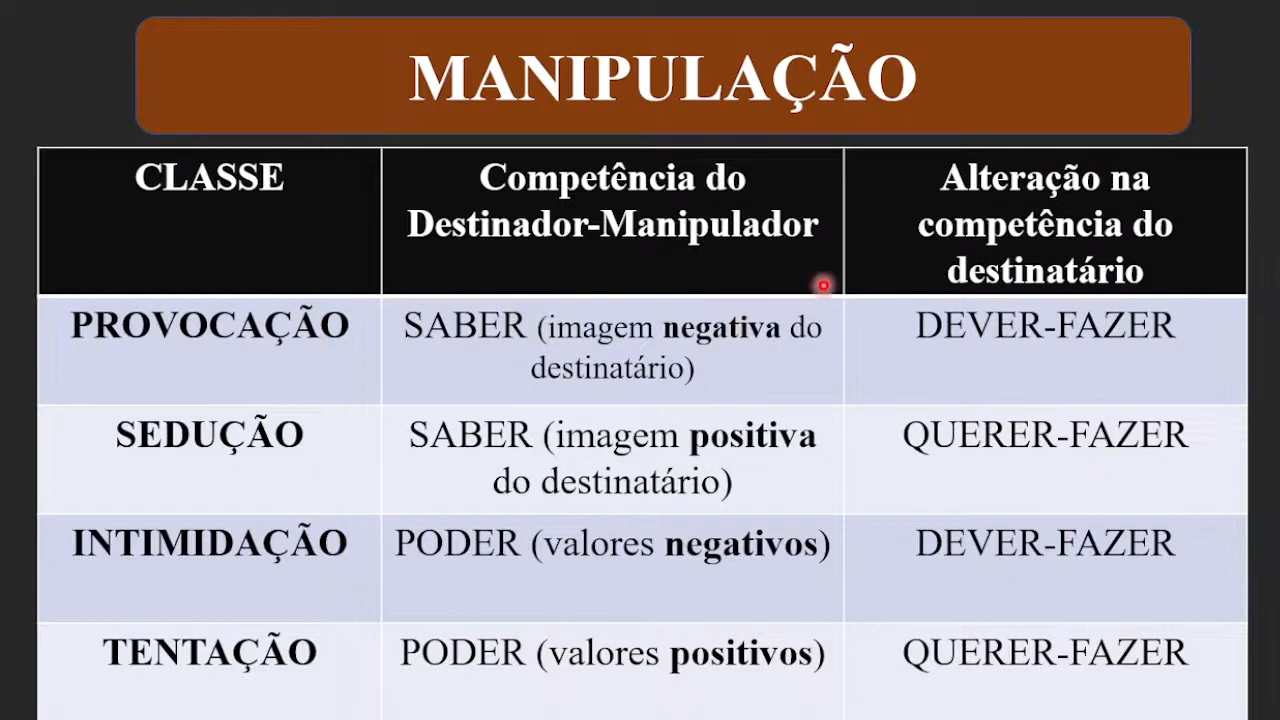 MANIPULAÇÃO
CLASSE
Competência do
Destinador-Manipulador
Alteração na
competência do
destinatário
PROVOCAÇÃO
SABER (imagem negativa do
destinatário)
DEVER-FAZER
SEDUÇÃO
SABER (imagem positiva
do destinatário)
QUERER-FAZER
INTIMIDAÇÃO
PODER (valores negativos)
DEVER-FAZER
TENTAÇÃO
PODER (valores positivos)
QUERER-FAZER